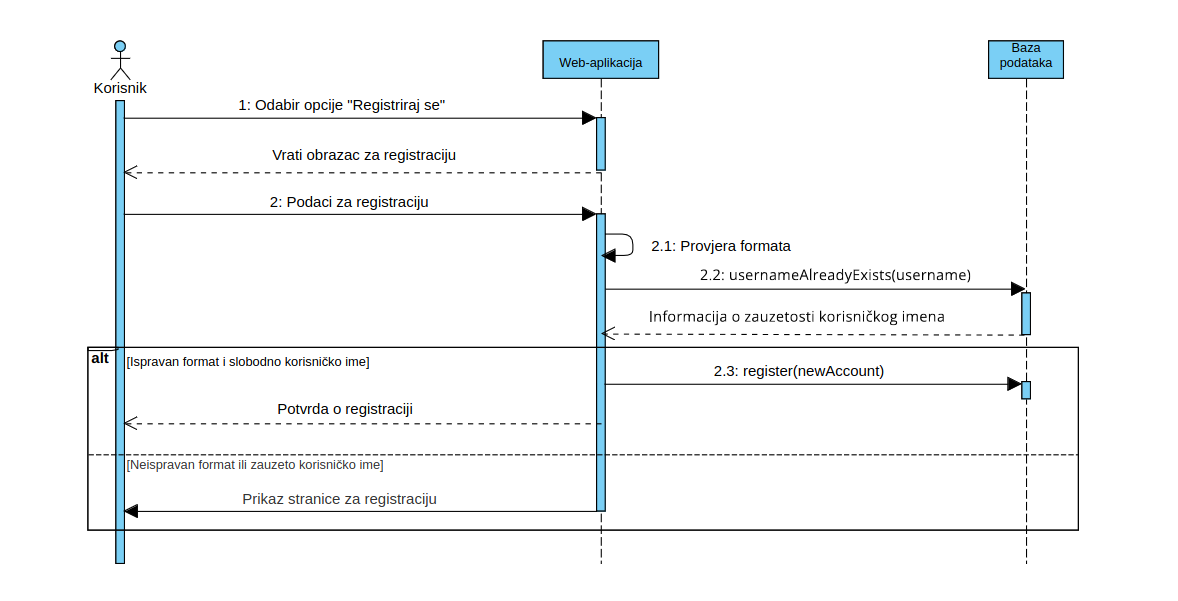 Korisnik
Web-aplikacija
Baza
podataka
1: Odabir opcije "Registriraj se"
Vrati obrazac za registraciju
2: Podaci za registraciju
2.1: Provjera formata
2.2: usernameAlreadyExists(username)
Informacija o zauzetosti korisničkog imena
alt
[Ispravan format i slobodno korisničko ime]
2.3: register(newAccount)
Potvrda o registraciji
[Neispravan format ili zauzeto korisničko ime]
Prikaz stranice za registraciju